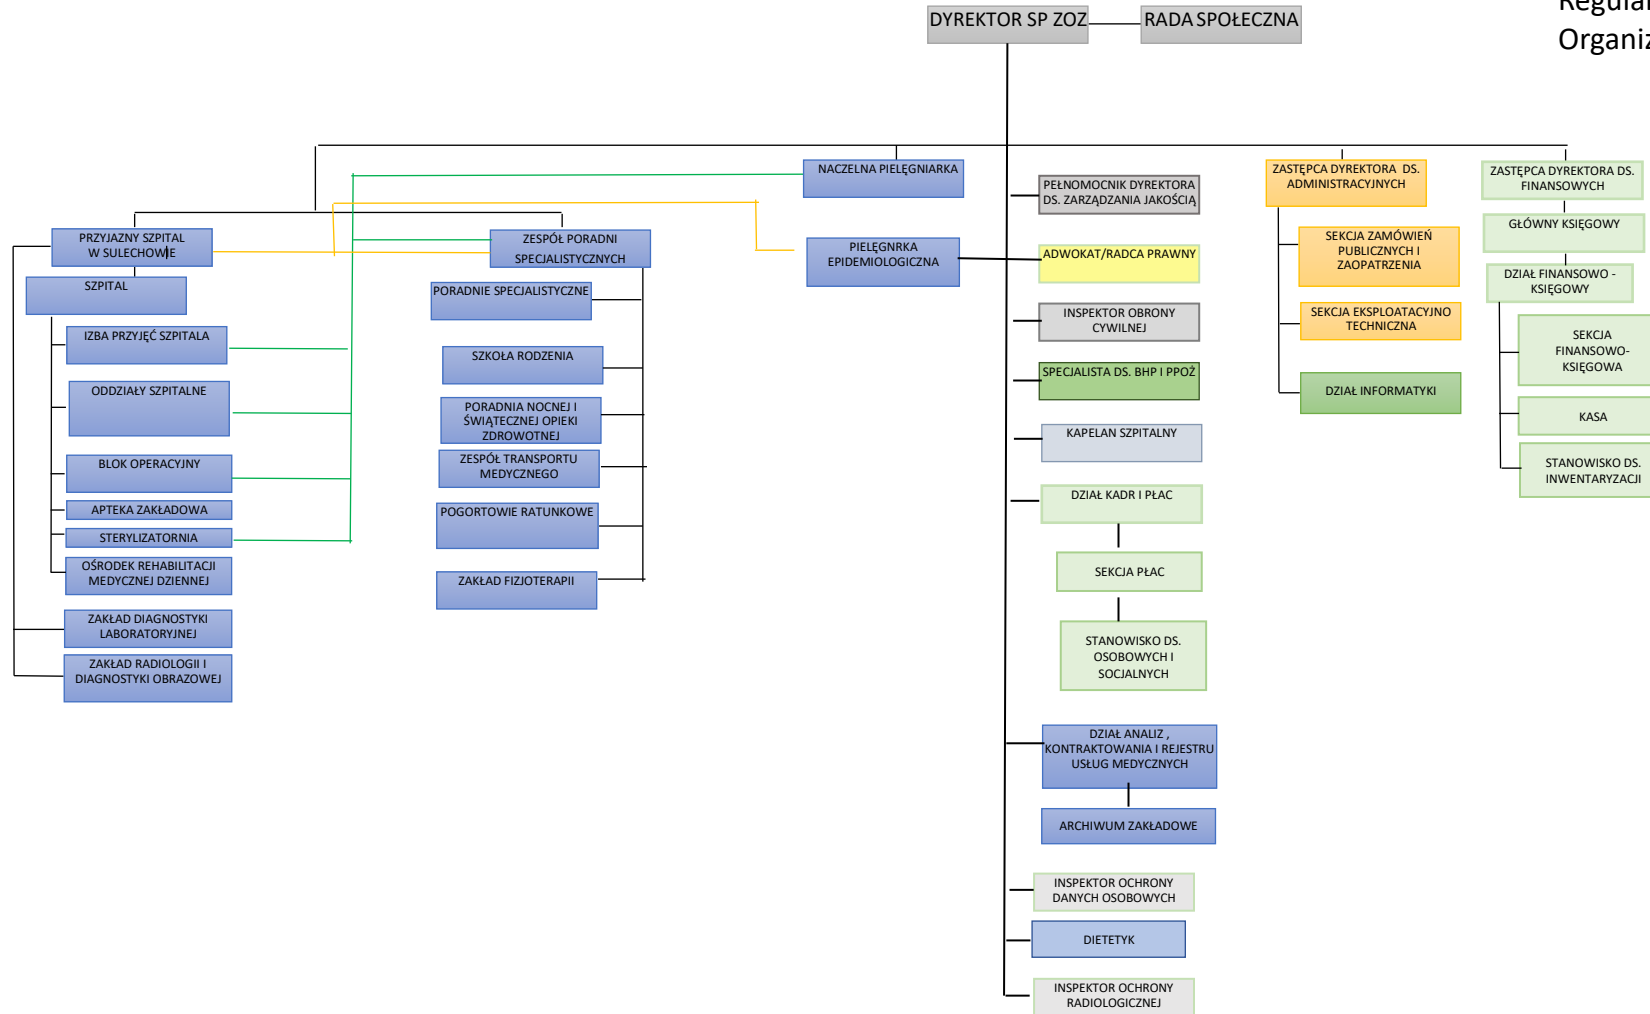 Regula
Organiz
DYREKTOR SP ZOZ
RADA SPOŁECZNA
NACZELNA PIELĘGNIARKA
PEŁNOMOCNIK DYREKTORA
DS. ZARZĄDZANIA JAKOŚCIĄ
ZASTĘPCA DYREKTORA DS.
ADMINISTRACYJNYCH
ZASTĘPCA DYREKTORA DS.
FINANSOWYCH
PRZYJAZNY SZPITAL
W SULECHOWIE
ZESPÓŁ PORADNI
SPECJALISTYCZNYCH
PIELĘGNRKA
EPIDEMIOLOGICZNA
ADWOKAT/RADCA PRAWNY
SEKCJA ZAMÓWIEŃ
PUBLICZNYCH I
ZAOPATRZENIA
GŁÓWNY KSIĘGOWY
DZIAŁ FINANSOWO -
KSIĘGOWY
SZPITAL
PORADNIE SPECJALISTYCZNE
INSPEKTOR OBRONY
CYWILNEJ
SEKCJA EKSPLOATACYJNO
TECHNICZNA
SEKCJA
FINANSOWO-
KSIĘGOWA
IZBA PRZYJĘĆ SZPITALA
SZKOŁA RODZENIA
SPECJALISTA DS. BHP I PPOŻ
DZIAŁ INFORMATYKI
KASA
ODDZIAŁY SZPITALNE
PORADNIA NOCNEJ I
ŚWIĄTECZNEJ OPIEKI
ZDROWOTNEJ
KAPELAN SZPITALNY
STANOWISKO DS.
INWENTARYZACJI
BLOK OPERACYJNY
ZESPÓŁ TRANSPORTU
MEDYCZNEGO
DZIAŁ KADR I PŁAC
APTEKA ZAKŁADOWA
POGORTOWIE RATUNKOWE
STERYLIZATORNIA
OŚRODEK REHABILITACJI
MEDYCZNEJ DZIENNEJ
ZAKŁAD FIZJOTERAPII
SEKCJA PŁAC
ZAKŁAD DIAGNOSTYKI
LABORATORYJNEJ
STANOWISKO DS.
OSOBOWYCH I
SOCJALNYCH
ZAKŁAD RADIOLOGII I
DIAGNOSTYKI OBRAZOWEJ
DZIAŁ ANALIZ ,
KONTRAKTOWANIA I REJESTRU
USŁUG MEDYCZNYCH
ARCHIWUM ZAKŁADOWE
INSPEKTOR OCHRONY
DANYCH OSOBOWYCH
DIETETYK
INSPEKTOR OCHRONY
RADIOLOGICZNEJ